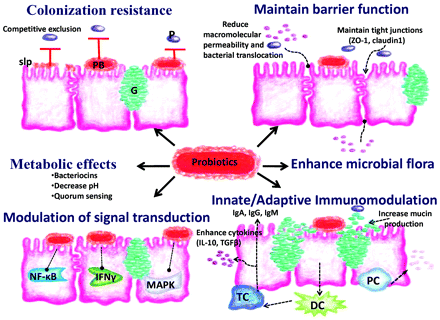 Colonization resistance
Competitive exclusion
P
slp
PB
G
Maintain barrier function
Reduce
macromolecular
permeability and
bacterial translocation
Maintain tight junctions
(ZO-1, claudin1)
Metabolic effects
•Bacteriocins
•Decrease pH
•Quorum sensing
Probiotics
Enhance microbial flora
Modulation of signal transduction
NF-κB
IFNγ
MAPK
Innate/Adaptive Immunomodulation
IgA, IgG, IgM
Enhance cytokines
(IL-10, TGFβ)
Increase mucin
production
TC
DC
PC